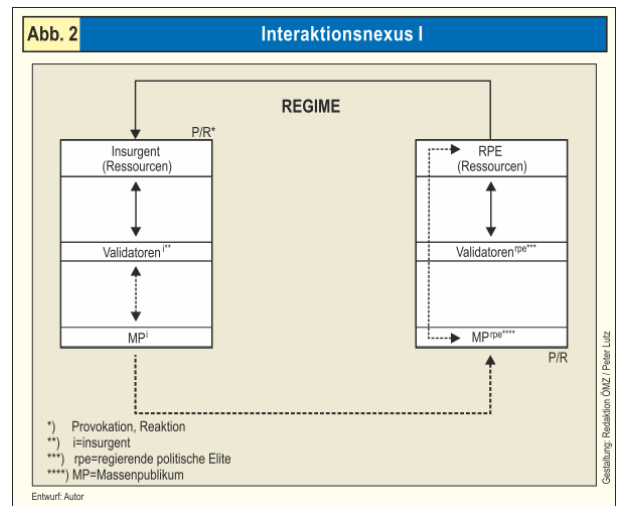 Abb. 2
Interaktionsnexus I
REGIME
P/R*
Insurgent
(Ressourcen)
Validatoren i**
MPi
RPE
(Ressourcen)
Validatoren rpe***
MP rpe****
P/R
*) Provokation, Reaktion
**) i=insurgent
***) rpe=regierende politische Elite
****) MP=Massenpublikum
Entwurf: Autor
Gestaltung: Redaktion ÖMZ / Peter Lutz